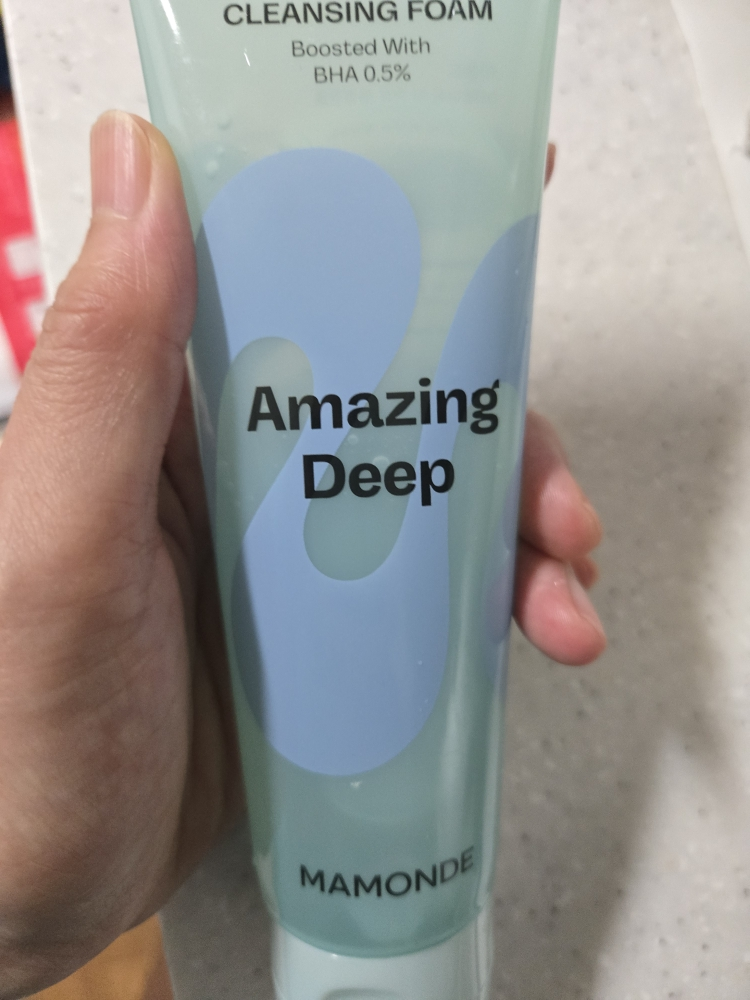 CLEANSING FOAM
Boosted With
BHA 0.5%
Amazing
Deep
MAMONDE